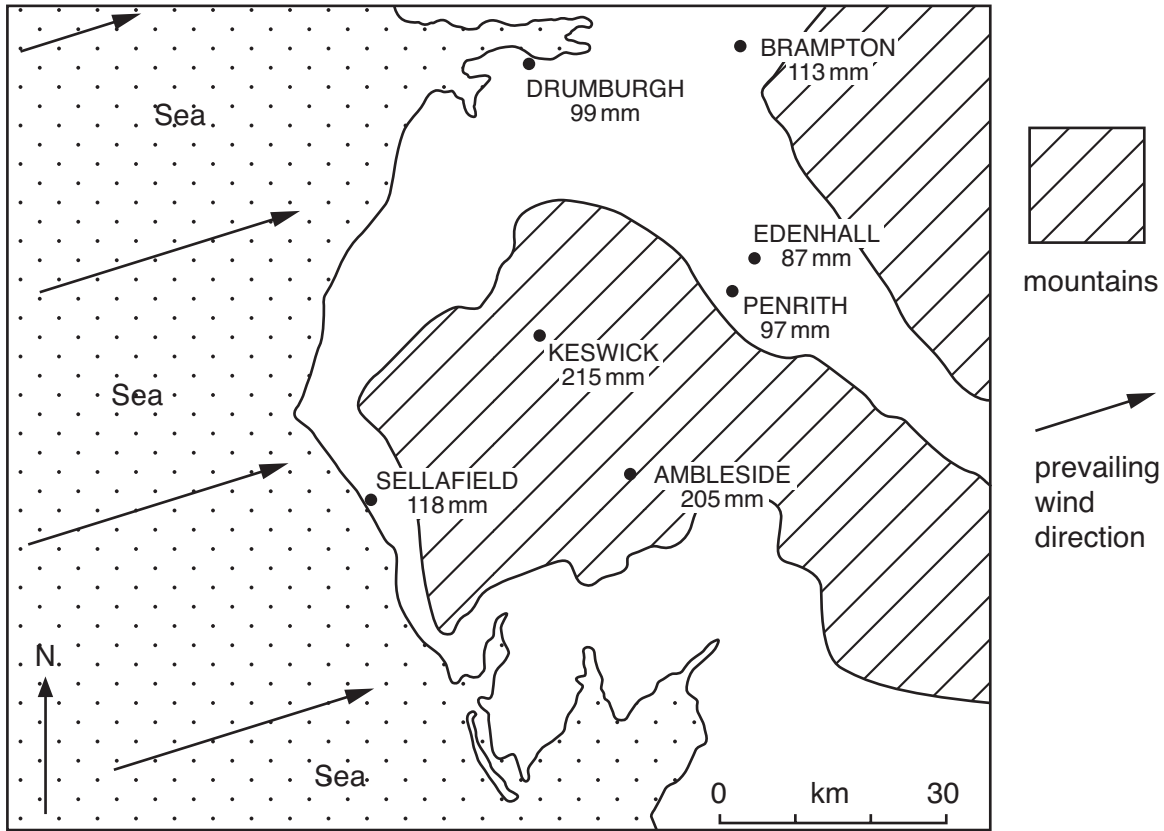 BRAMPTON
113 mm
DRUMBURGH
99 mm
Sea
EDENHALL
87 mm
mountains
PENRITH
97 mm
KESWICK
215 mm
Sea
SELLAFIELD
118 mm
AMBLESIDE
205 mm
prevailing
wind
direction
N
Sea
0 km 30